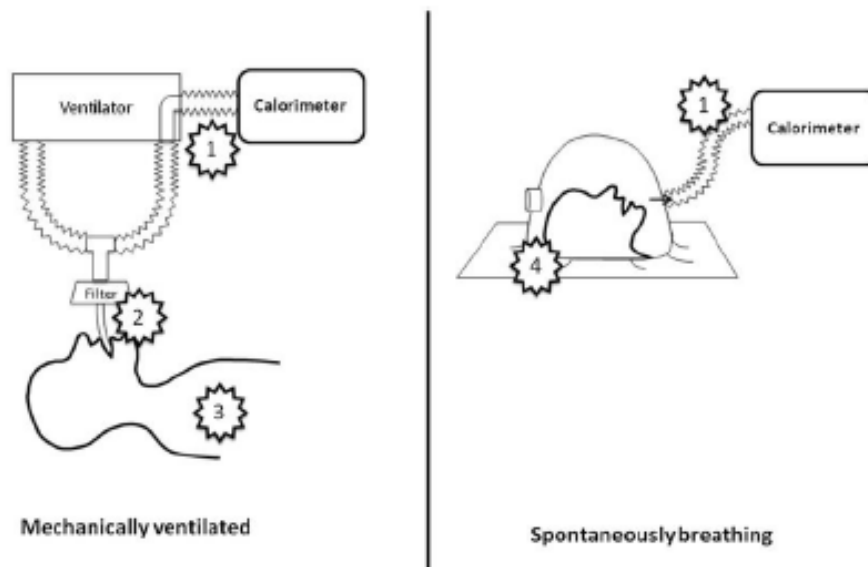 Ventilator
Calorimeter
1
Filter
2
3
Mechanically ventilated
1
Calorimeter
4
Spontaneously breathing